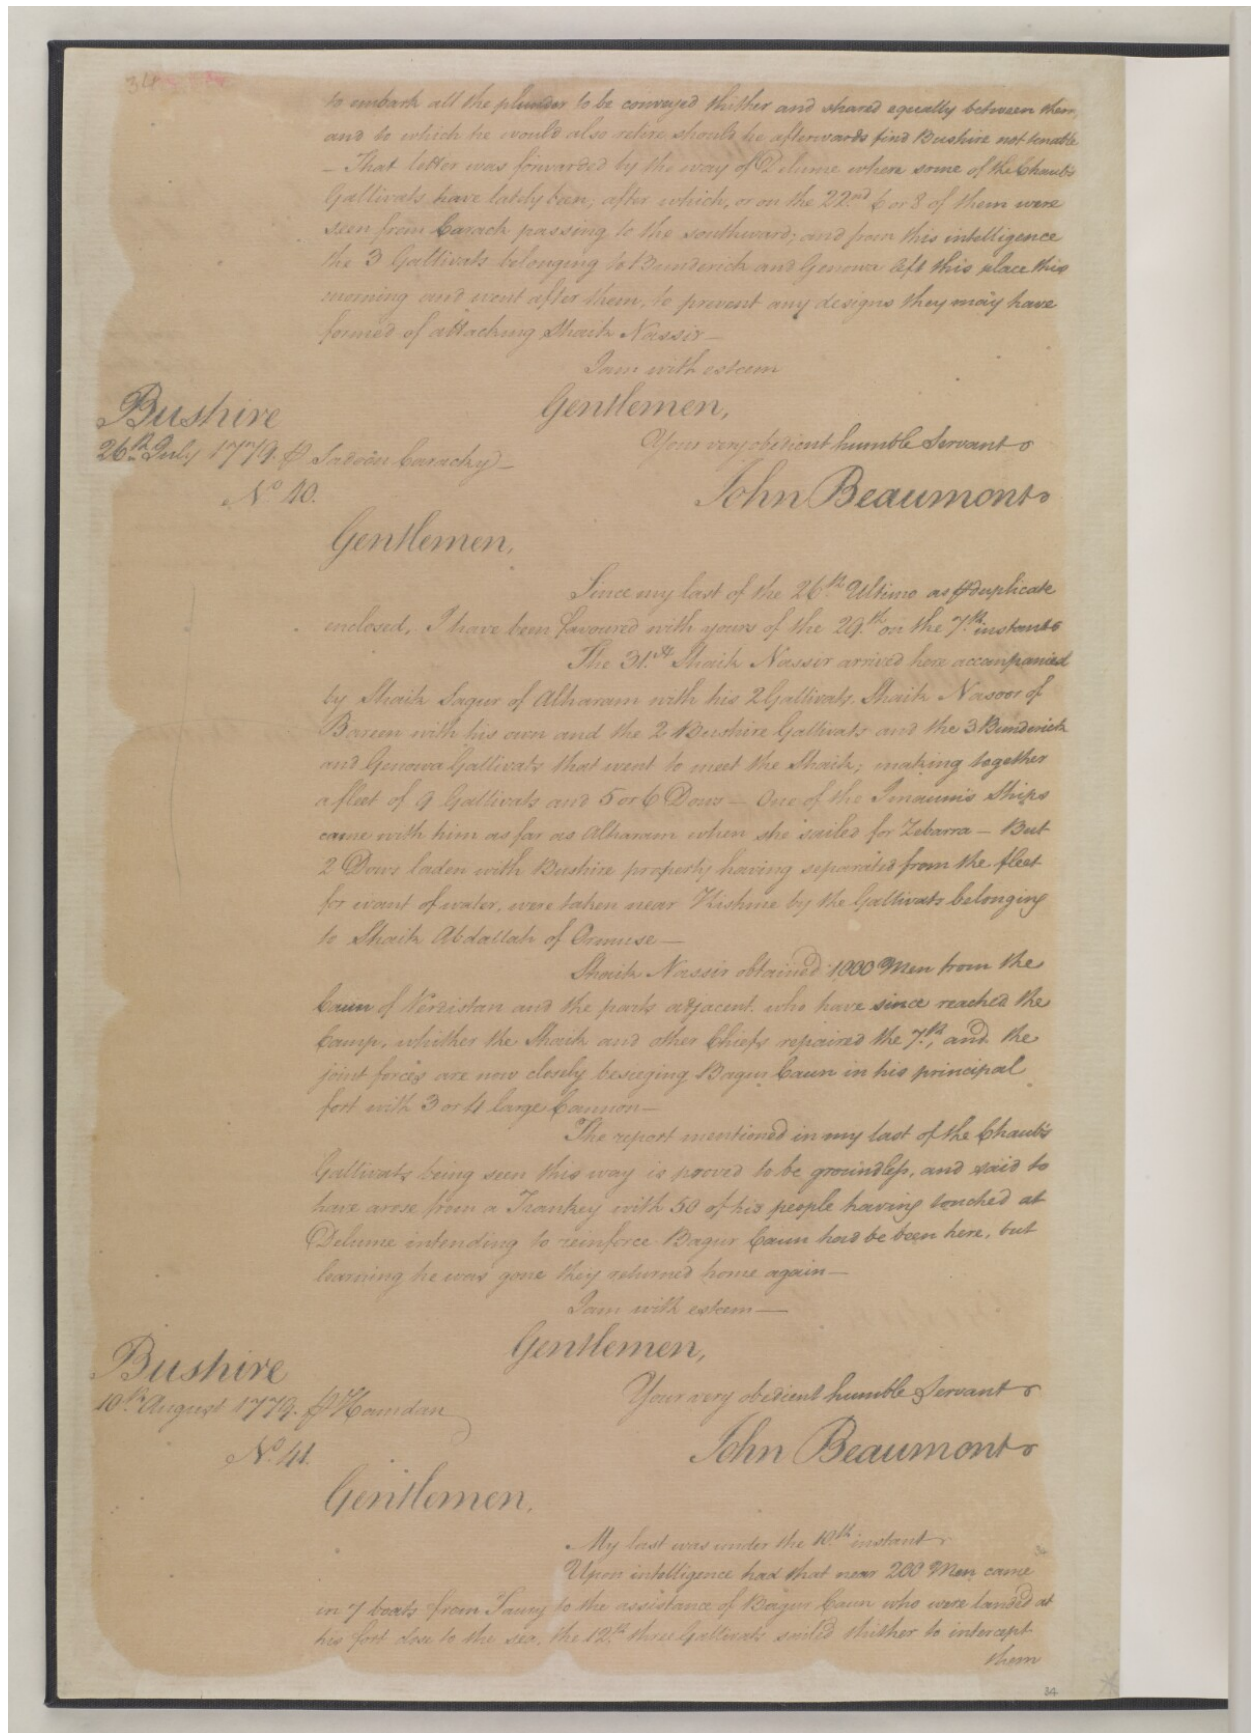 34
to embark all the plunder to be conveyed thither and shared equally between them,
and to which he would also retire should he afterwards find Bushire not tenable
— That letter was forwarded by the way of Delume where some of the Chaub's
Gallivats have lately been; after which, or on the 22nd 6 or 8 of them were
seen from Carack passing to the southward; and from this intelligence
the 3 Gallivats belonging to Bunderick and Genowa left this place this
morning and went after them, to prevent any designs they may have
formed of attacking Shaik Nassir —
I am with esteem
Gentlemen,
Bushire
Your very obedient humble Servant
26th July 1779. P Sadoon Caracky —
No 40.
John Beaumont
Gentlemen,
Since my last of the 26th Ultimo as P duplicate
enclosed, I have been favoured with yours of the 29th on the 7th instant
The 31st Shaik Nassir arrived here accompanied
by Shaik Sagur of Alharam with his 2 Gallivats. Shaik Nasoor of
Bareen with his own and the 2 Bushire Gallivats and the 3 Bunderick
and Genowa Gallivats that went to meet the Shaik; making together
a fleet of 9 Gallivats and 5 or 6 Dows — One of the Imaum's Ships
came with him as far as Alharam when she sailed for Zebarra — But
2 Dows laden with Bushire property having separated from the fleet
for want of water, were taken near Kishme by the Gallivats belonging
to Shaik Abdallah of Ormuse —
Shaik Nassir obtained 1000 Men from the
Caun of Verdistan and the parts adjacent who have since reached the
Camp, whither the Shaik and other Chiefs repaired the 7th, and the
joint forces are now closely beseiging Bagur Caun in his principal
fort with 3 or 4 large Cannon —
The report mentioned in my last of the Chaub's
Gallivats being seen this way is proved to be groundless, and said to
have arose from a Trankey with 50 of his people having touched at
Delume intending to reinforce Bagur Caun had he been here, but
learning he was gone they returned home again —
I am with esteem —
Gentlemen,
Bushire
Your very obedient humble Servant
10th August 1779. P Hamdan
No 41.
John Beaumont
Gentlemen,
My last was under the 10th instant
Upon intelligence had that near 200 Men came
in 7 boats from to the assistance of Bagur Caun who were landed at
his fort close to the sea, the 12th three Gallivats sailed thither to intercept
them
34